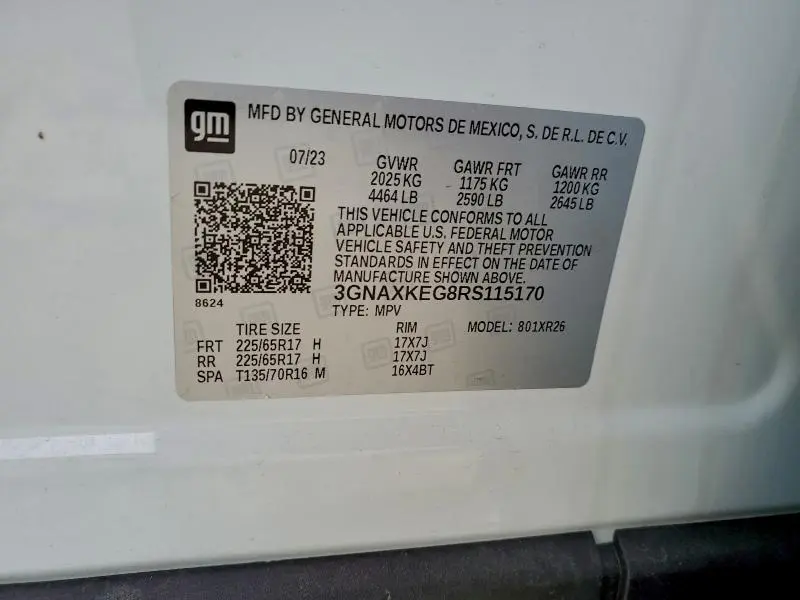 gm
MFD BY GENERAL MOTORS DE MEXICO, S. DE R.L. DE C.V.
07/23 GVWR GAWR FRT GAWR RR
2025 KG 1175 KG 1200 KG
4464 LB 2590 LB 2645 LB
THIS VEHICLE CONFORMS TO ALL
APPLICABLE U.S. FEDERAL MOTOR
VEHICLE SAFETY AND THEFT PREVENTION
STANDARDS IN EFFECT ON THE DATE OF
MANUFACTURE SHOWN ABOVE.
8624
3GNAXKEG8RS115170
TYPE: MPV
TIRE SIZE RIM MODEL: 801XR26
FRT 225/65R17 H 17X7J
RR 225/65R17 H 17X7J
SPA T135/70R16 M 16X4BT